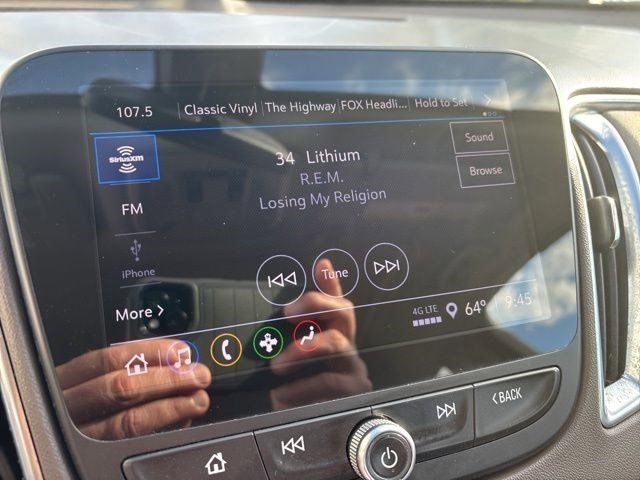 107.5 Classic Vinyl The Highway FOX Headli... Hold to Set
SiriusXM
34 Lithium
Sound
R.E.M.
Browse
Losing My Religion
FM
iPhone
Tune
More
4G LTE
64°
9:45
BACK